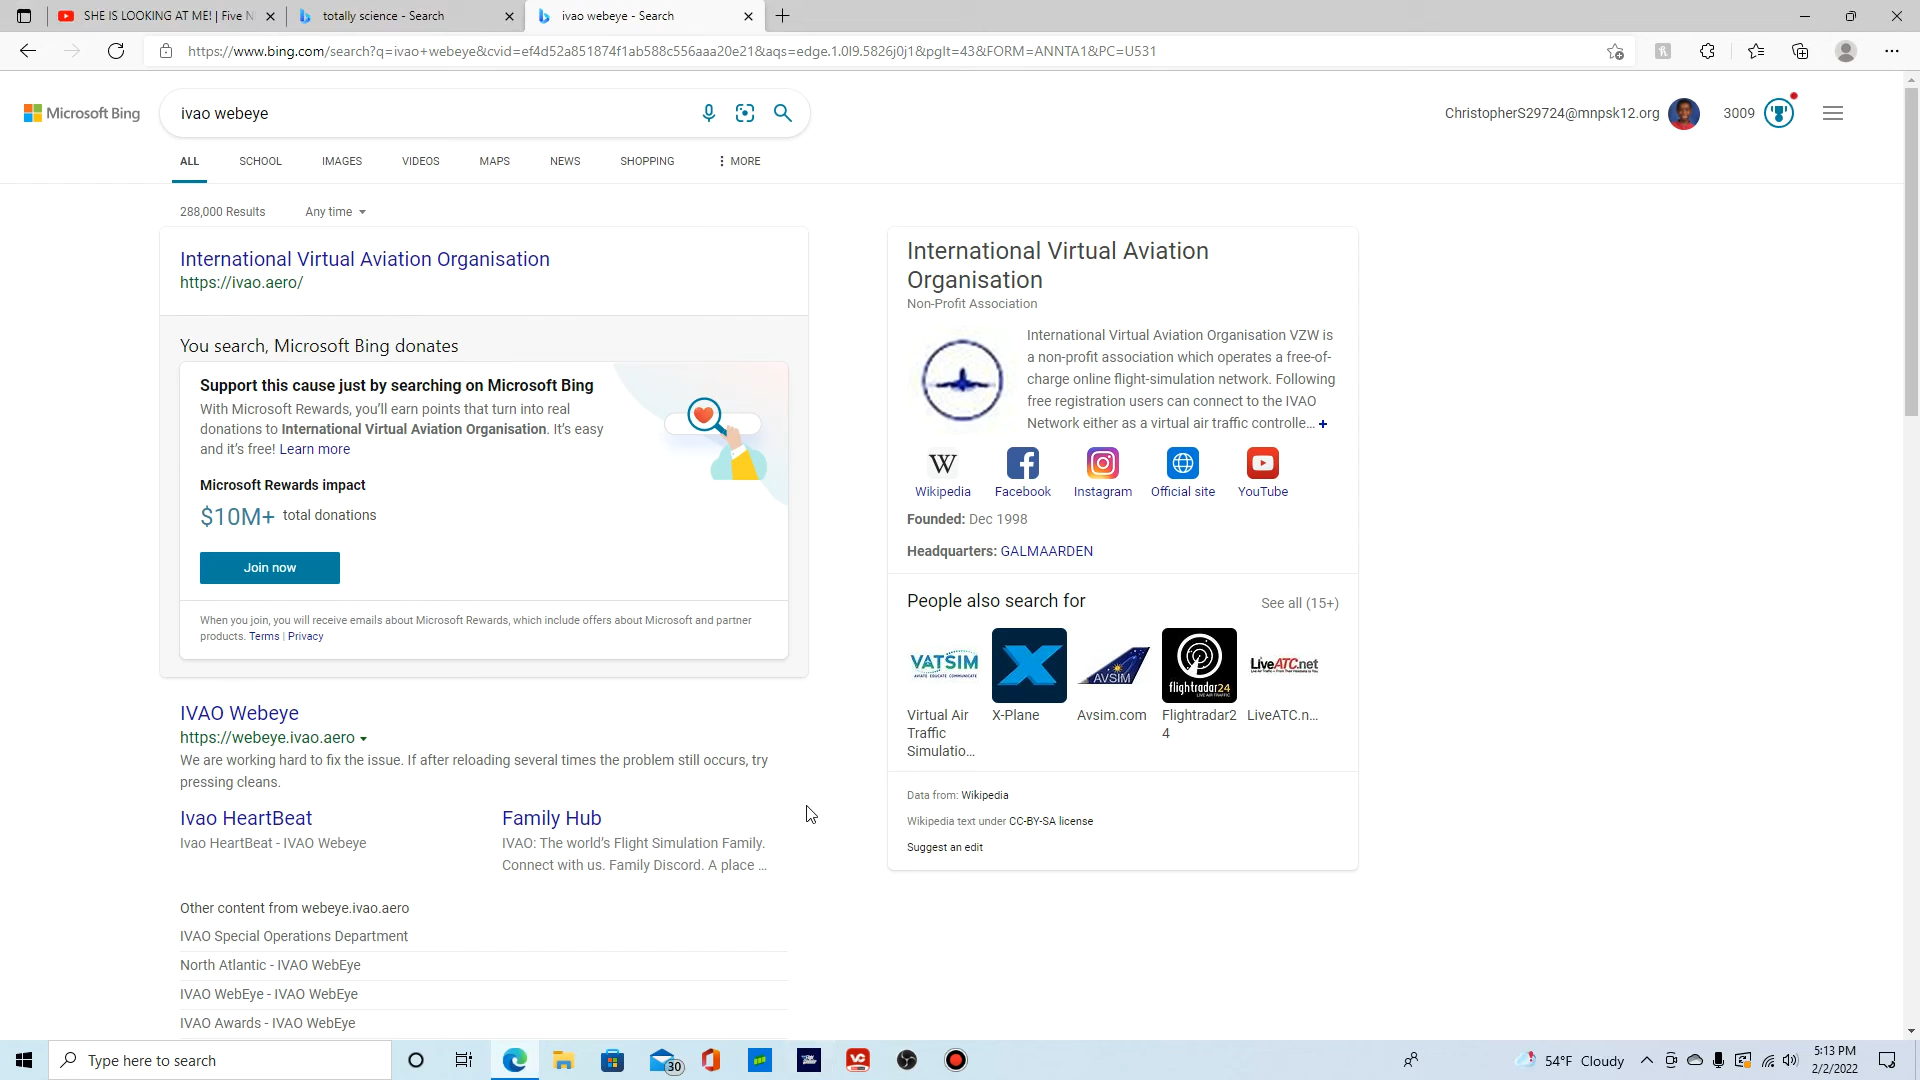 SHE IS LOOKING AT ME! | Five N
totally science - Search
ivao webeye - Search
https://www.bing.com/search?q=ivao+webeye&cvid=ef4d52a851874f1ab588c556aaa20e21&aqs=edge.1.0l9.5826j0j1&pglt=43&FORM=ANNTA1&PC=U531
Microsoft Bing
ivao webeye
ChristopherS29724@mnpsk12.org
3009
ALL SCHOOL IMAGES VIDEOS MAPS NEWS SHOPPING MORE
288,000 Results Any time
International Virtual Aviation Organisation
https://ivao.aero/
You search, Microsoft Bing donates
Support this cause just by searching on Microsoft Bing
With Microsoft Rewards, you'll earn points that turn into real
donations to International Virtual Aviation Organisation. It's easy
and it's free! Learn more
Microsoft Rewards impact
$10M+ total donations
Join now
When you join, you will receive emails about Microsoft Rewards, which include offers about Microsoft and partner
products. Terms | Privacy
IVAO Webeye
https://webeye.ivao.aero
We are working hard to fix the issue. If after reloading several times the problem still occurs, try
pressing cleans.
Ivao HeartBeat
Ivao HeartBeat - IVAO Webeye
Family Hub
IVAO: The world's Flight Simulation Family.
Connect with us. Family Discord. A place ...
Other content from webeye.ivao.aero
IVAO Special Operations Department
North Atlantic - IVAO WebEye
IVAO WebEye - IVAO WebEye
IVAO Awards - IVAO WebEye
International Virtual Aviation
Organisation
Non-Profit Association
International Virtual Aviation Organisation VZW is
a non-profit association which operates a free-of-
charge online flight-simulation network. Following
free registration users can connect to the IVAO
Network either as a virtual air traffic controlle... +
W
Wikipedia Facebook Instagram Official site YouTube
Founded: Dec 1998
Headquarters: GALMAARDEN
People also search for See all (15+)
VATSIM
AVIATE EDUCATE COMMUNICATE
X
AVSIM
flightradar24
LIVE AIR TRAFFIC
LiveATC.net
Virtual Air
Traffic
Simulatio...
X-Plane
Avsim.com
Flightradar2
4
LiveATC.n...
Data from: Wikipedia
Wikipedia text under CC-BY-SA license
Suggest an edit
Type here to search
30
VC
54°F Cloudy
5:13 PM
2/2/2022